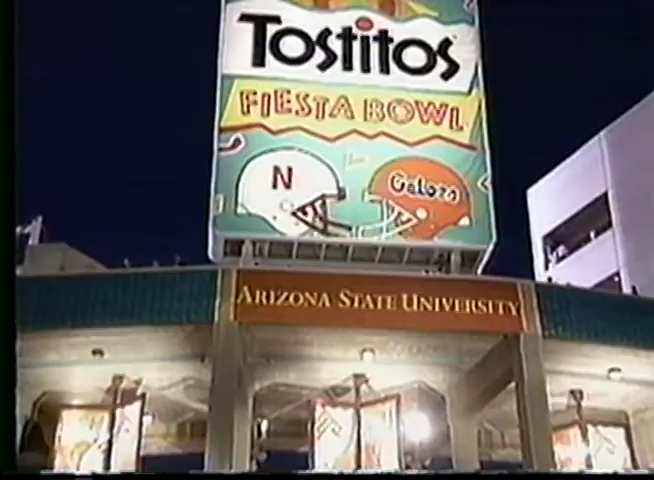 Tostitos
FIESTA BOWL
N
Gators
ARIZONA STATE UNIVERSITY